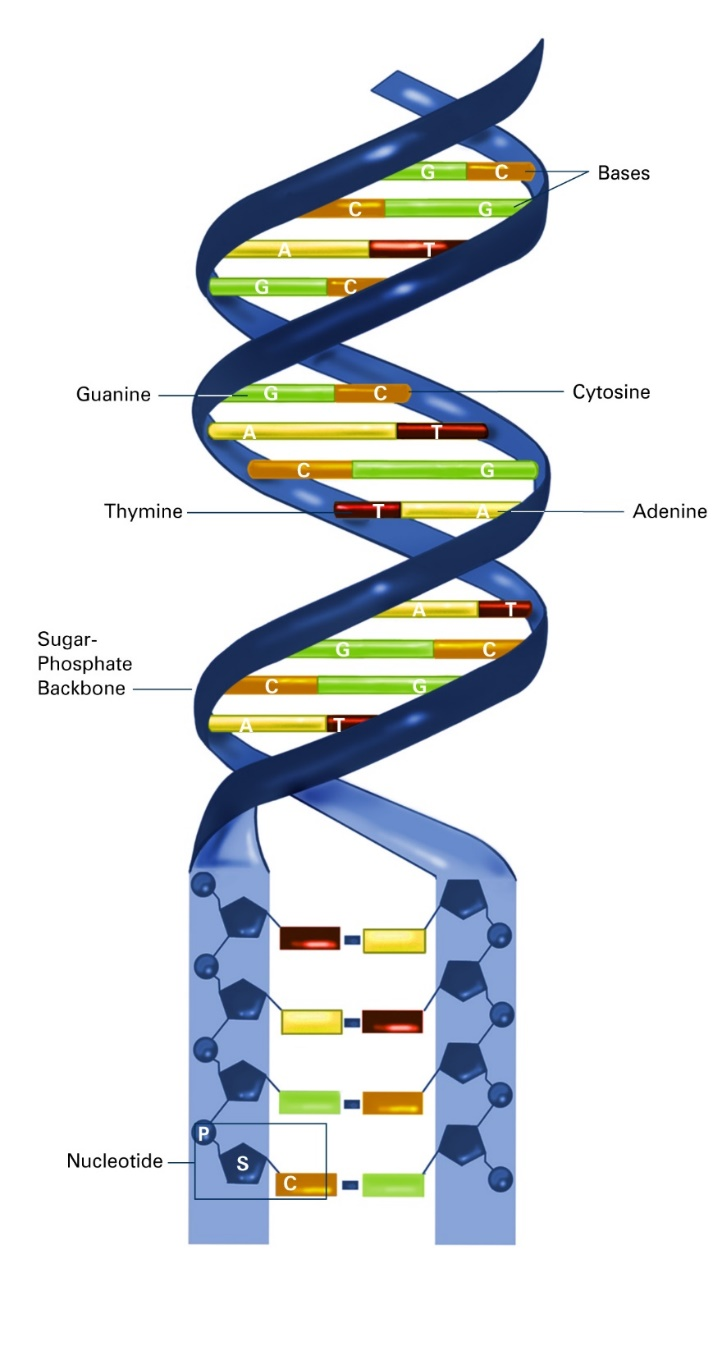 G C
Bases
C G
A T
G C
Guanine G C Cytosine
A T
C G
Thymine T A Adenine
A T
Sugar-
G C
Phosphate
Backbone C G
A T
P
Nucleotide S
C